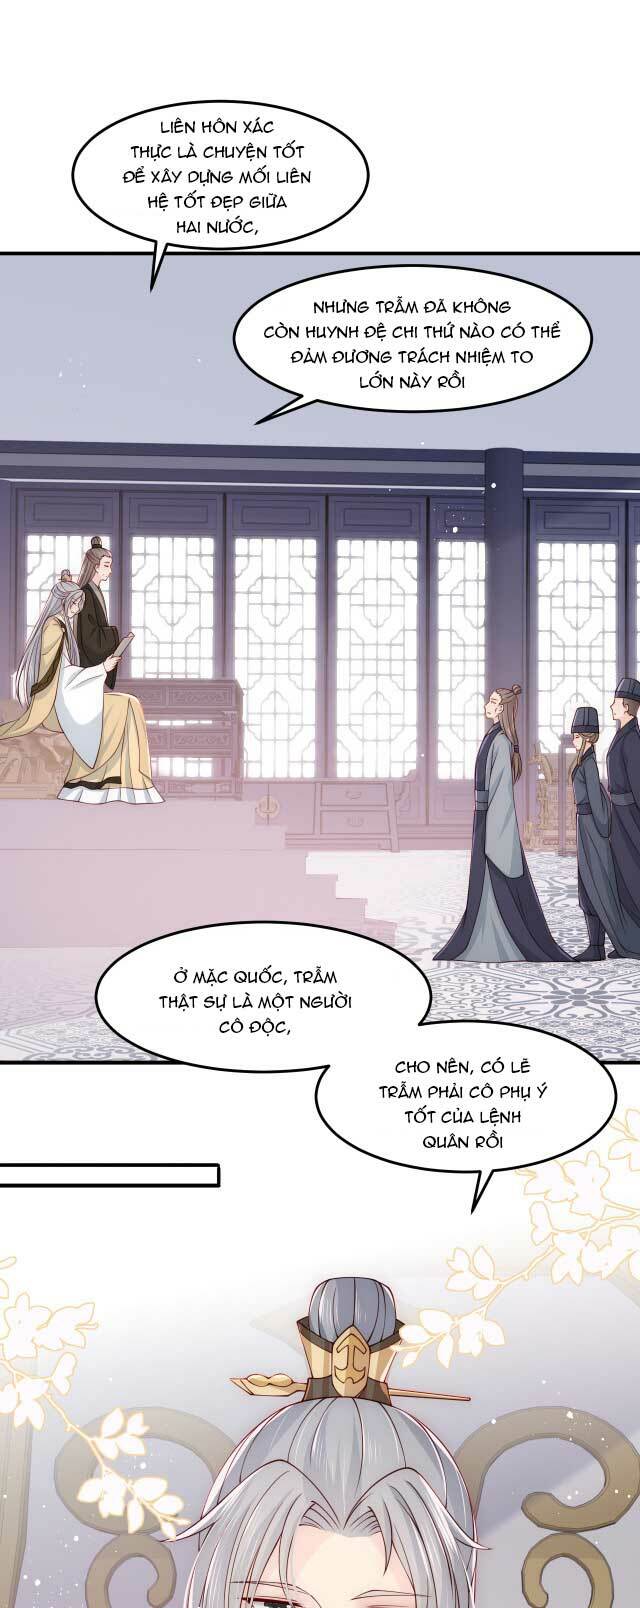 LIÊN HÔN XÁC
THỰC LÀ CHUYỆN TỐT
ĐỂ XÂY DỰNG MỐI LIÊN
HỆ TỐT ĐẸP GIỮA
HAI NƯỚC,
NHƯNG TRẪM ĐÃ KHÔNG
CÒN HUYNH ĐỆ CHI THỨ NÀO CÓ THỂ
ĐẢM ĐƯƠNG TRÁCH NHIỆM TO
LỚN NÀY RỒI
Ở MẶC QUỐC, TRẪM
THẬT SỰ LÀ MỘT NGƯỜI
CÔ ĐỘC,
CHO NÊN, CÓ LẼ
TRẪM PHẢI CÔ PHỤ Ý
TỐT CỦA LỆNH
QUÂN RỒI